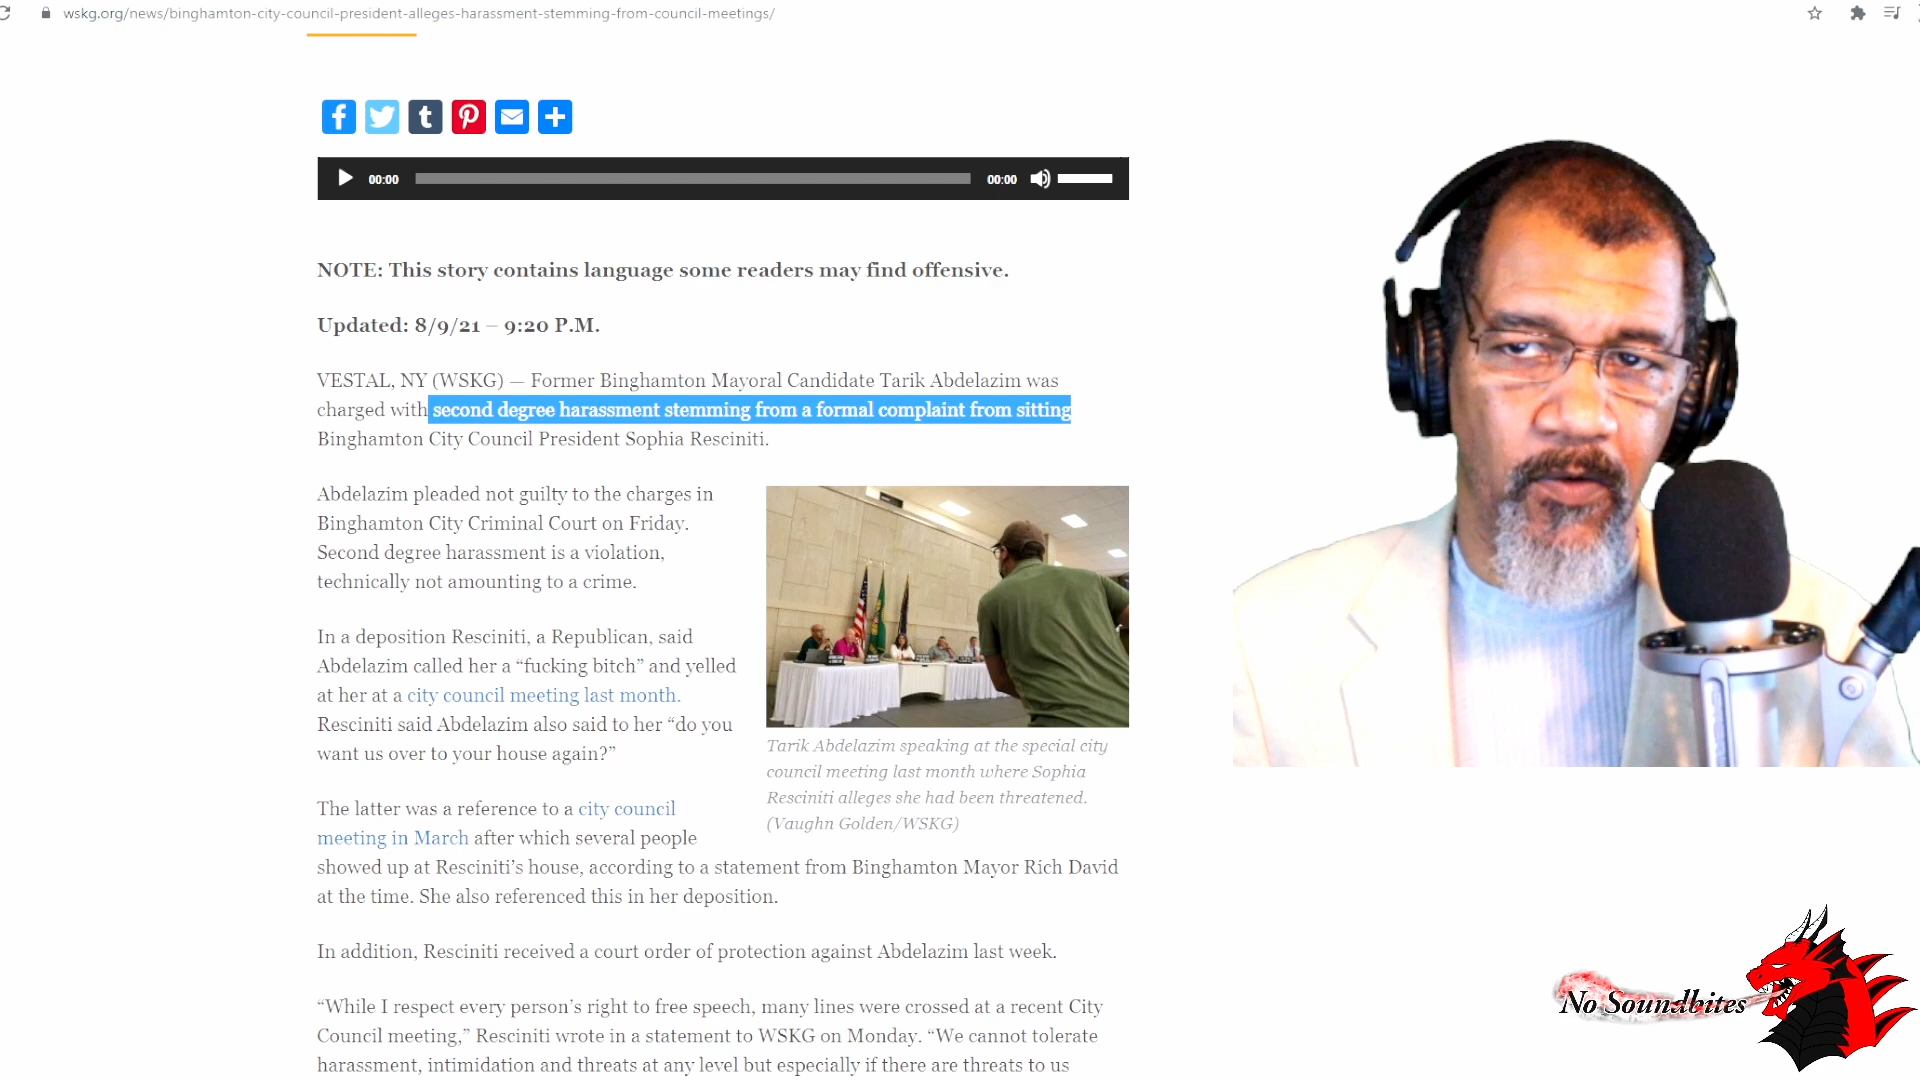 wskg.org/news/binghamton-city-council-president-alleges-harassment-stemming-from-council-meetings/
00:00 00:00
NOTE: This story contains language some readers may find offensive.
Updated: 8/9/21 – 9:20 P.M.
VESTAL, NY (WSKG) — Former Binghamton Mayoral Candidate Tarik Abdelazim was
charged with second degree harassment stemming from a formal complaint from sitting
Binghamton City Council President Sophia Resciniti.
Abdelazim pleaded not guilty to the charges in
Binghamton City Criminal Court on Friday.
Second degree harassment is a violation,
technically not amounting to a crime.
In a deposition Resciniti, a Republican, said
Abdelazim called her a “fucking bitch” and yelled
at her at a city council meeting last month.
Resciniti said Abdelazim also said to her “do you
want us over to your house again?”
Tarik Abdelazim speaking at the special city
council meeting last month where Sophia
Resciniti alleges she had been threatened.
(Vaughn Golden/WSKG)
The latter was a reference to a city council
meeting in March after which several people
showed up at Resciniti’s house, according to a statement from Binghamton Mayor Rich David
at the time. She also referenced this in her deposition.
In addition, Resciniti received a court order of protection against Abdelazim last week.
“While I respect every person’s right to free speech, many lines were crossed at a recent City
Council meeting,” Resciniti wrote in a statement to WSKG on Monday. “We cannot tolerate
harassment, intimidation and threats at any level but especially if there are threats to us
No Soundbites